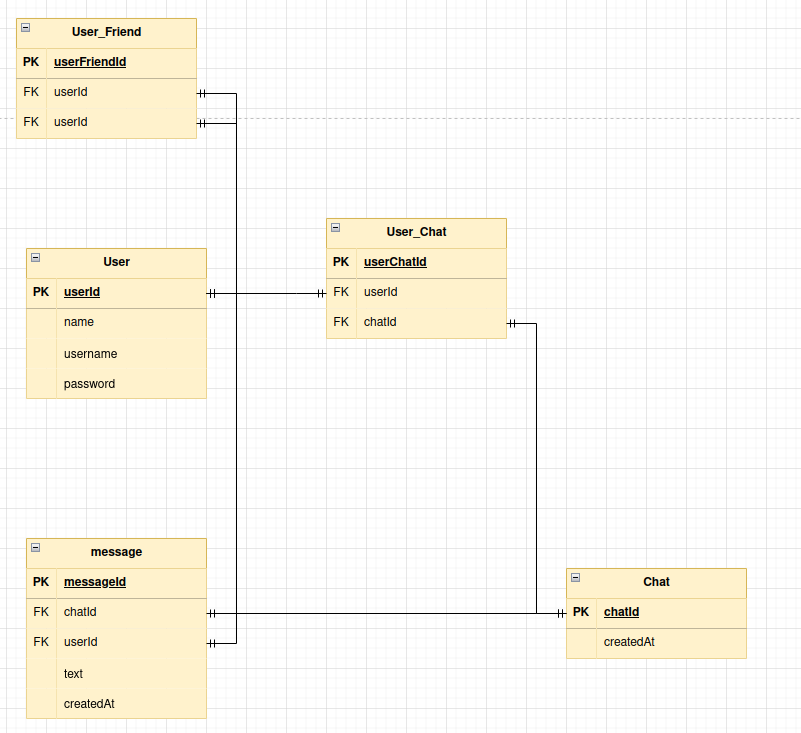 User_Friend
PK userFriendId
FK userId
FK userId
User_Chat
PK userChatId
FK userId
FK chatId
User
PK userId
name
username
password
message
PK messageId
FK chatId
FK userId
text
createdAt
Chat
PK chatId
createdAt